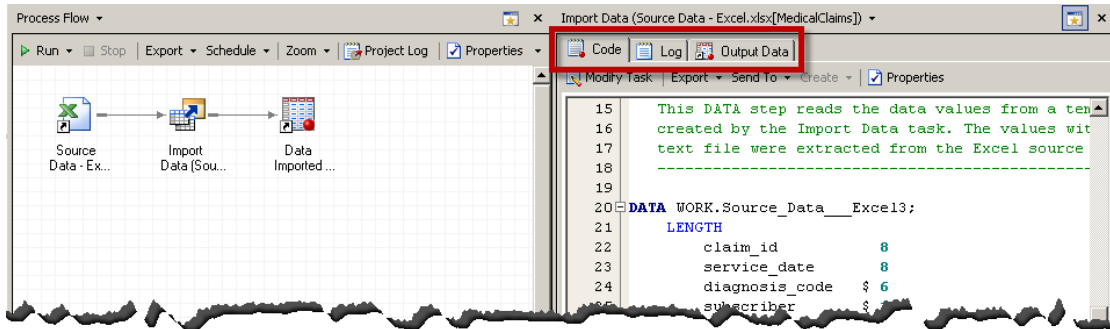 Process Flow
Run Stop Export Schedule Zoom Project Log Properties
Source
Data - Ex...
Import
Data (Sou...
Data
Imported ...
Import Data (Source Data - Excel.xlsx[MedicalClaims])
Code Log Output Data
Modify Task Export Send To Create Properties
15 This DATA step reads the data values from a tem
16 created by the Import Data task. The values wit
17 text file were extracted from the Excel source
18 ------------------------------------------------
19
20 DATA WORK.Source_Data___Excel3;
21 LENGTH
22 claim_id 8
23 service_date 8
24 diagnosis_code $ 6
subscriber $